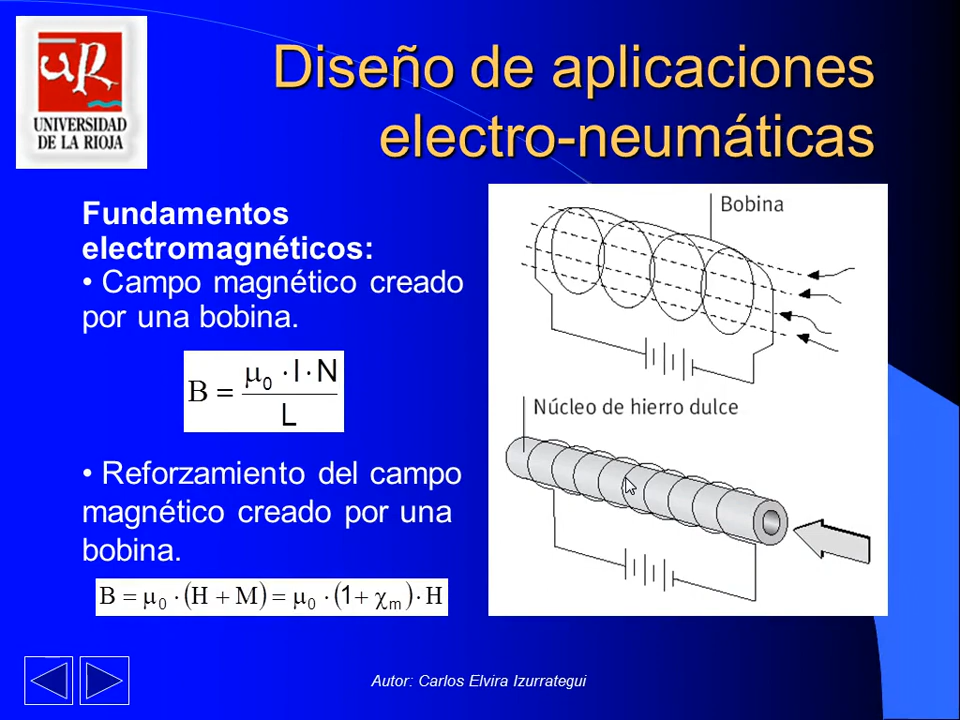 UR
UNIVERSIDAD
DE LA RIOJA
Diseño de aplicaciones
electro-neumáticas
Fundamentos
electromagnéticos:
• Campo magnético creado
por una bobina.
B = μ₀ · I · N / L
• Reforzamiento del campo
magnético creado por una
bobina.
B = μ₀ · (H + M) = μ₀ · (1 + χₘ) · H
Bobina
Núcleo de hierro dulce
Autor: Carlos Elvira Izurrategui